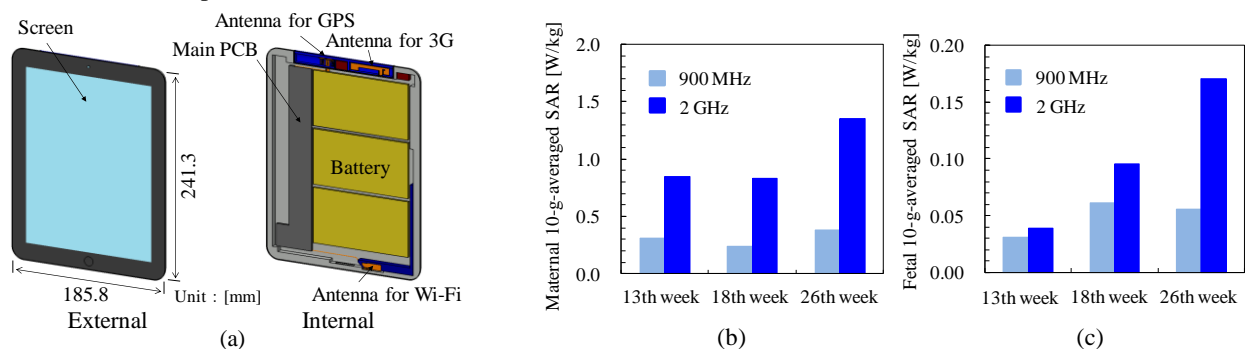 Antenna for GPS
Screen
Antenna for 3G
Main PCB
Battery
241.3
185.8
Unit : [mm]
Antenna for Wi-Fi
External
Internal
(a)
Maternal 10-g-averaged SAR [W/kg]
2.0
1.5
1.0
0.5
0.0
900 MHz
2 GHz
13th week 18th week 26th week
(b)
Fetal 10-g-averaged SAR [W/kg]
0.20
0.15
0.10
0.05
0.00
900 MHz
2 GHz
13th week 18th week 26th week
(c)